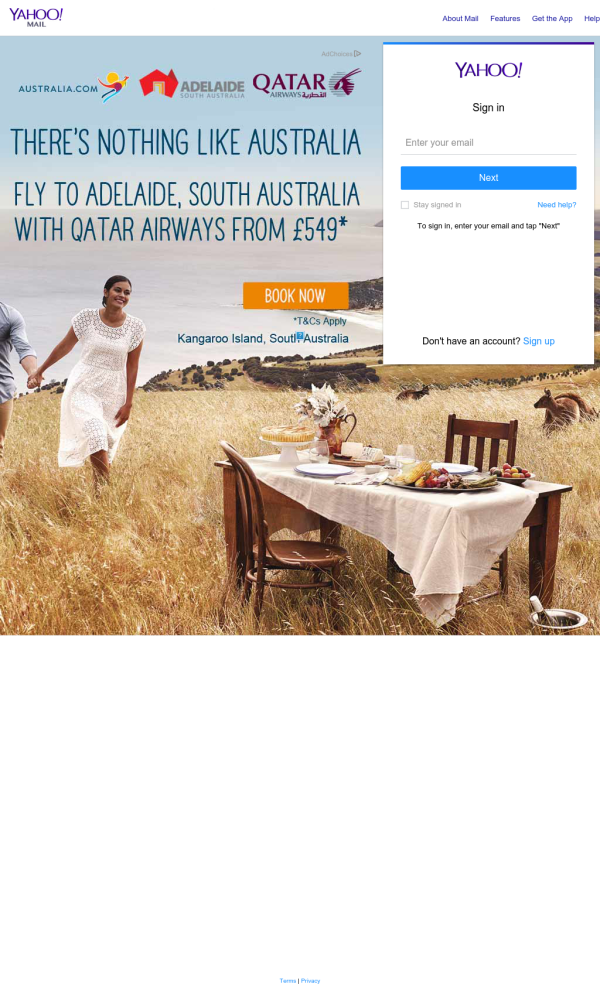 YAHOO!
MAIL
About Mail Features Get the App Help
AdChoices
AUSTRALIA.COM
ADELAIDE
SOUTH AUSTRALIA
QATAR
AIRWAYS القطرية
THERE'S NOTHING LIKE AUSTRALIA
FLY TO ADELAIDE, SOUTH AUSTRALIA
WITH QATAR AIRWAYS FROM £549*
BOOK NOW
*T&Cs Apply
Kangaroo Island, South Australia
YAHOO!
Sign in
Enter your email
Next
Stay signed in Need help?
To sign in, enter your email and tap "Next"
Don't have an account? Sign up
Terms | Privacy